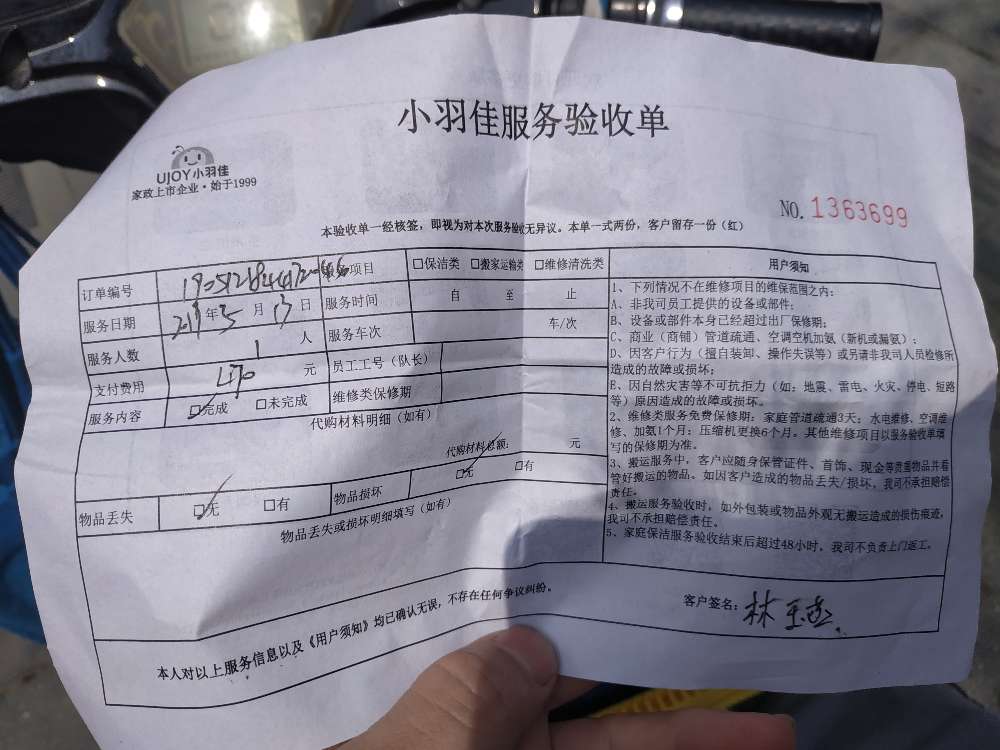 小羽佳服务验收单
UJOY小羽佳
家政上市企业·始于1999
NO. 1363699
本验收单一经核签，即视为对本次服务验收无异议。本单一式两份，客户留存一份（红）
订单编号 项目 □保洁类 □搬家运输类 □维修清洗类
服务日期 年 5 月 13 日 服务时间 自 至 止
服务人数 1 人 服务车次 车/次
支付费用 470 元 员工工号（队长）
服务内容 □完成 □未完成 维修类保修期
代购材料明细（如有）
代购材料总额： 元
物品丢失 □无 □有 物品损坏 □无 □有
物品丢失或损坏明细填写（如有）
用户须知
1、下列情况不在维修项目的维保范围之内：
A、非我司员工提供的设备或部件；
B、设备或部件本身已经超过出厂保修期；
C、商业（商铺）管道疏通、空调空机加氨（新机或漏氨）；
D、因客户行为（擅自装卸、操作失误等）或另请非我司人员检修所
造成的故障或损坏；
E、因自然灾害等不可抗拒力（如：地震、雷电、火灾、停电、短路
等）原因造成的故障或损坏。
2、维修类服务免费保修期：家庭管道疏通3天；水电维修、空调维
修、加氨1个月；压缩机更换6个月。其他维修项目以服务验收单填
写的保修期为准。
3、搬运服务中，客户应随身保管证件、首饰、现金等贵重物品并看
管好搬运的物品。如因客户造成的物品丢失/损坏，我司不承担赔偿
责任。
4、搬运服务验收时，如外包装或物品外观无搬运造成的损伤痕迹，
我司不承担赔偿责任。
5、家庭保洁服务验收结束后超过48小时，我司不负责上门返工。
本人对以上服务信息以及《用户须知》均已确认无误，不存在任何争议纠纷。
客户签名：林玉